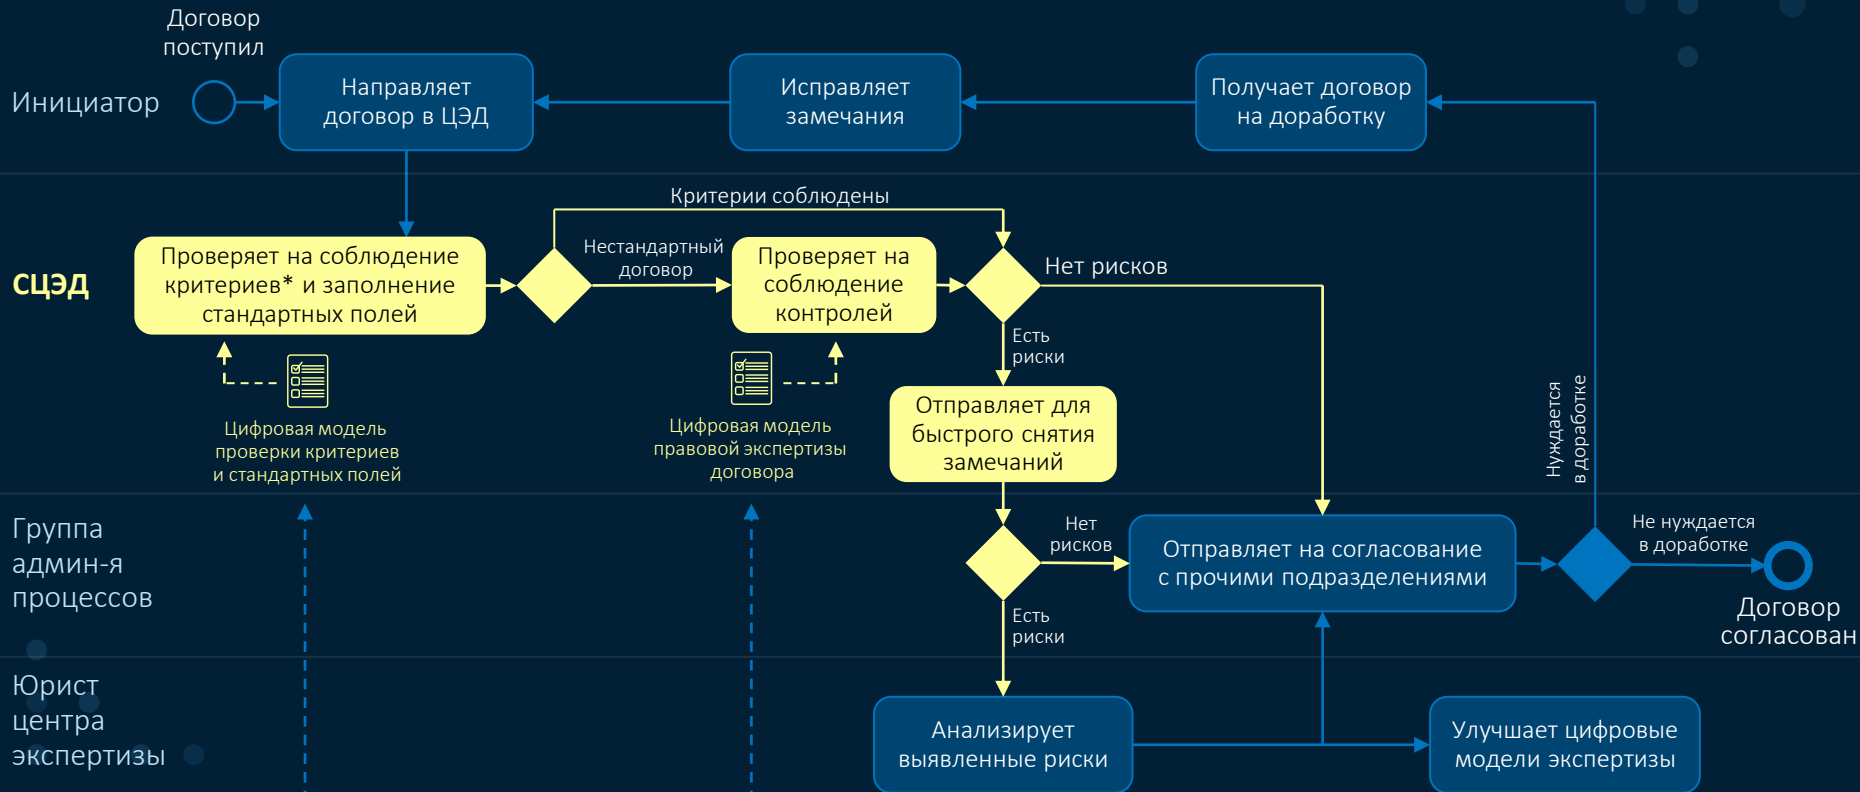 Договор
поступил
Инициатор
Направляет
договор в ЦЭД
Исправляет
замечания
Получает договор
на доработку
Критерии соблюдены
СЦЭД
Проверяет на соблюдение
критериев* и заполнение
стандартных полей
Нестандартный
договор
Проверяет на
соблюдение
контролей
Нет рисков
Есть
риски
Цифровая модель
проверки критериев
и стандартных полей
Цифровая модель
правовой экспертизы
договора
Отправляет для
быстрого снятия
замечаний
Нуждается
в доработке
Группа
админ-я
процессов
Нет
рисков
Отправляет на согласование
с прочими подразделениями
Не нуждается
в доработке
Договор
согласован
Есть
риски
Юрист
центра
экспертизы
Анализирует
выявленные риски
Улучшает цифровые
модели экспертизы